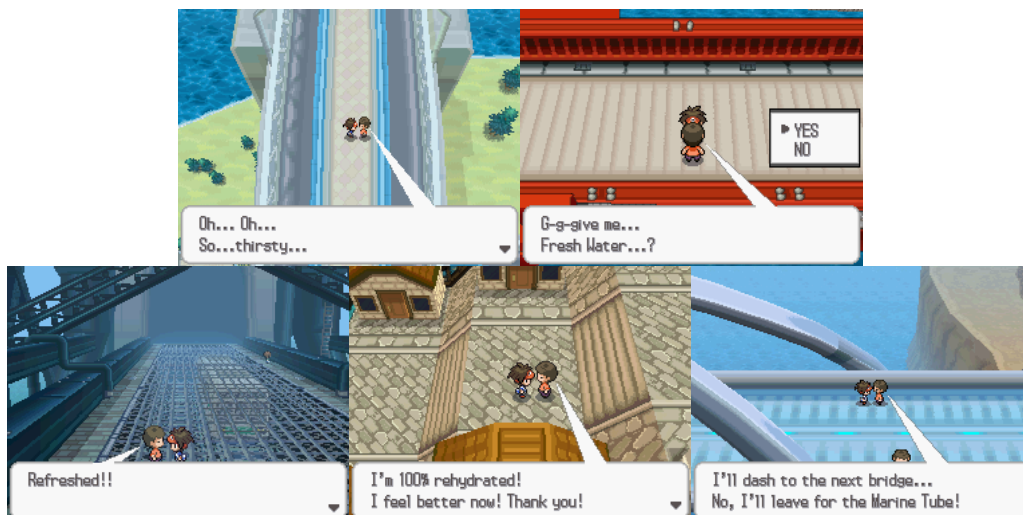 Oh... Oh...
So...thirsty...
YES
NO
G-g-give me...
Fresh Water...?
Refreshed!!
I'm 100% rehydrated!
I feel better now! Thank you!
I'll dash to the next bridge...
No, I'll leave for the Marine Tube!